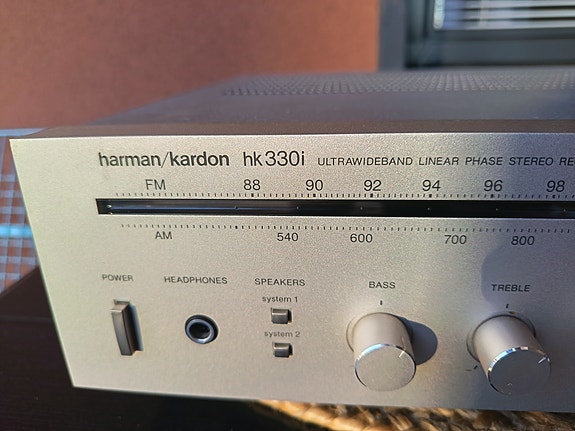 harman/kardon hk330i ULTRAWIDEBAND LINEAR PHASE STEREO RE
FM 88 90 92 94 96 98
AM 540 600 700 800
POWER HEADPHONES SPEAKERS BASS TREBLE
system 1
system 2